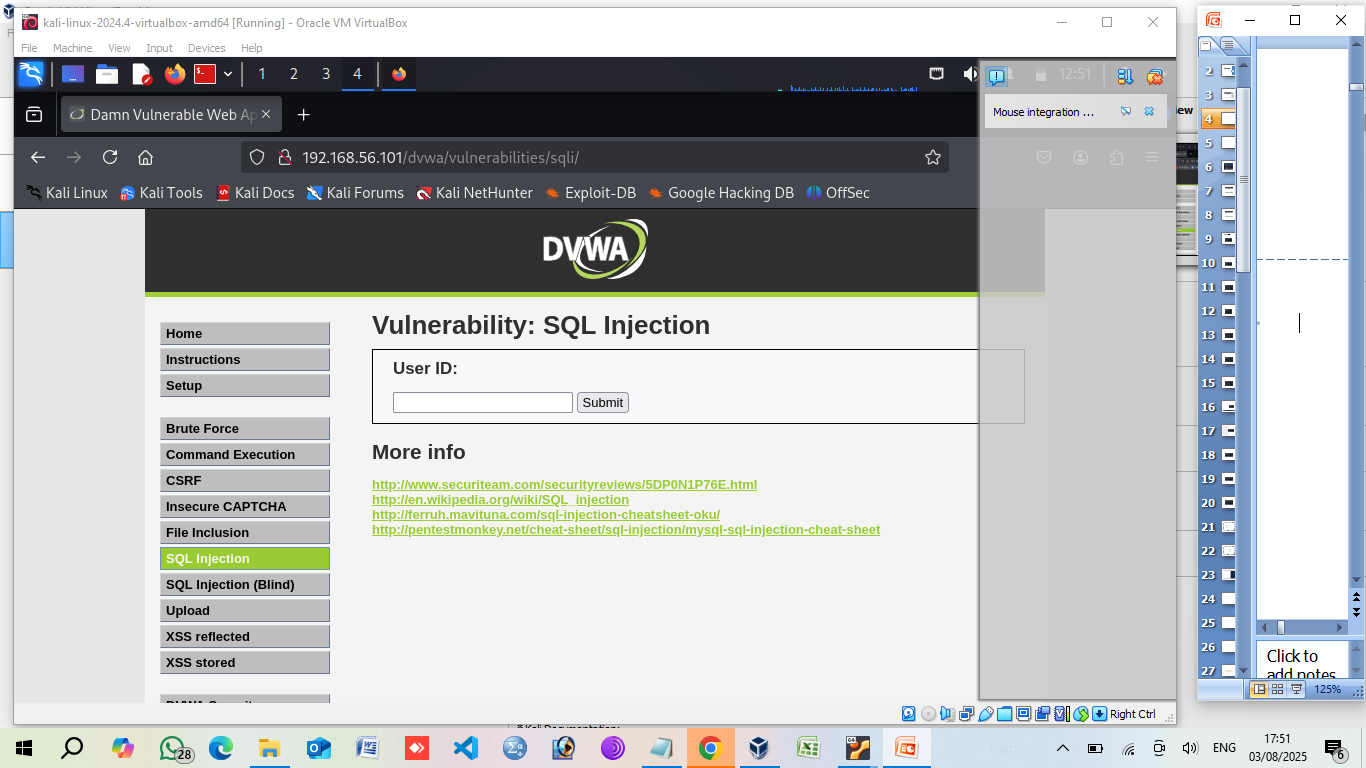 kali-linux-2024.4-virtualbox-amd64 [Running] - Oracle VM VirtualBox
File Machine View Input Devices Help
1 2 3 4 12:51
Damn Vulnerable Web Ap
Mouse integration ...
192.168.56.101/dvwa/vulnerabilities/sqli/
Kali Linux Kali Tools Kali Docs Kali Forums Kali NetHunter Exploit-DB Google Hacking DB OffSec
DVWA
Home
Instructions
Setup
Brute Force
Command Execution
CSRF
Insecure CAPTCHA
File Inclusion
SQL Injection
SQL Injection (Blind)
Upload
XSS reflected
XSS stored
Vulnerability: SQL Injection
User ID:
Submit
More info
http://www.securiteam.com/securityreviews/5DP0N1P76E.html
http://en.wikipedia.org/wiki/SQL_injection
http://ferruh.mavituna.com/sql-injection-cheatsheet-oku/
http://pentestmonkey.net/cheat-sheet/sql-injection/mysql-sql-injection-cheat-sheet
Right Ctrl
2
3
4
5
6
7
8
9
10
11
12
13
14
15
16
17
18
19
20
21
22
23
24
25
26
27
Click to
add notes
125%
28
ENG
17:51
03/08/2025
6